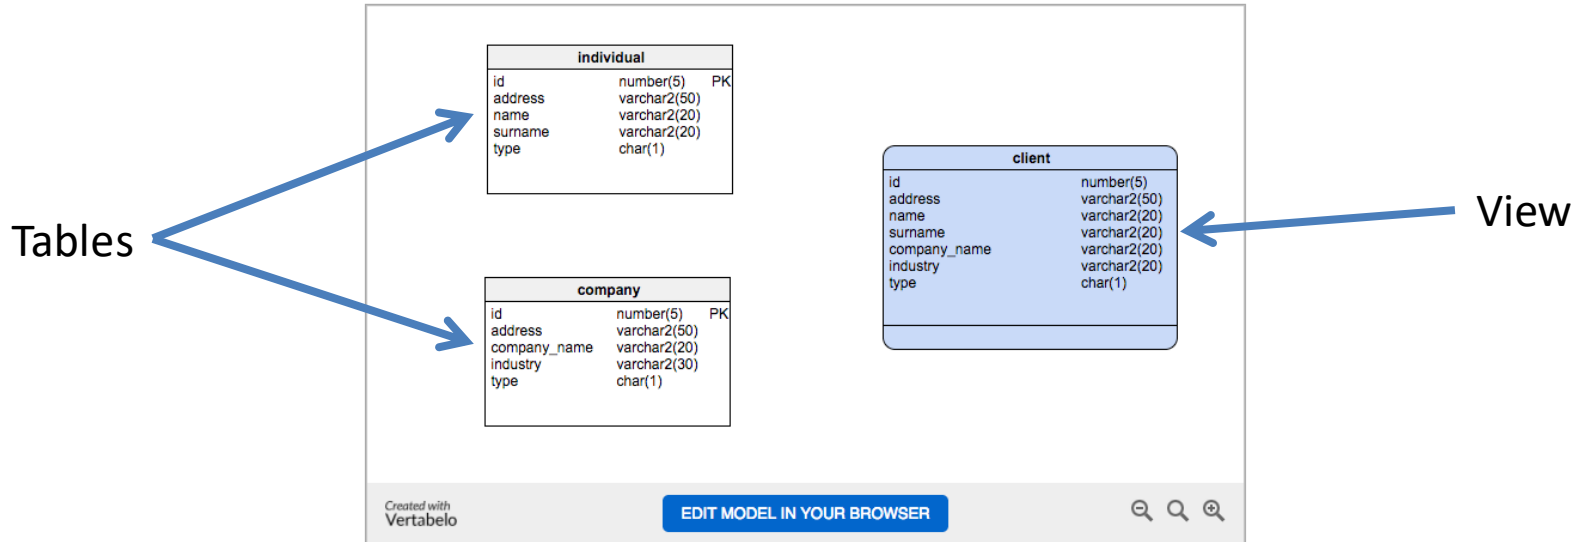 individual
id number(5) PK
address varchar2(50)
name varchar2(20)
surname varchar2(20)
type char(1)
client
id number(5)
address varchar2(50)
name varchar2(20)
surname varchar2(20)
company_name varchar2(20)
industry varchar2(20)
type char(1)
View
Tables
company
id number(5) PK
address varchar2(50)
company_name varchar2(20)
industry varchar2(30)
type char(1)
Created with
Vertabelo
EDIT MODEL IN YOUR BROWSER